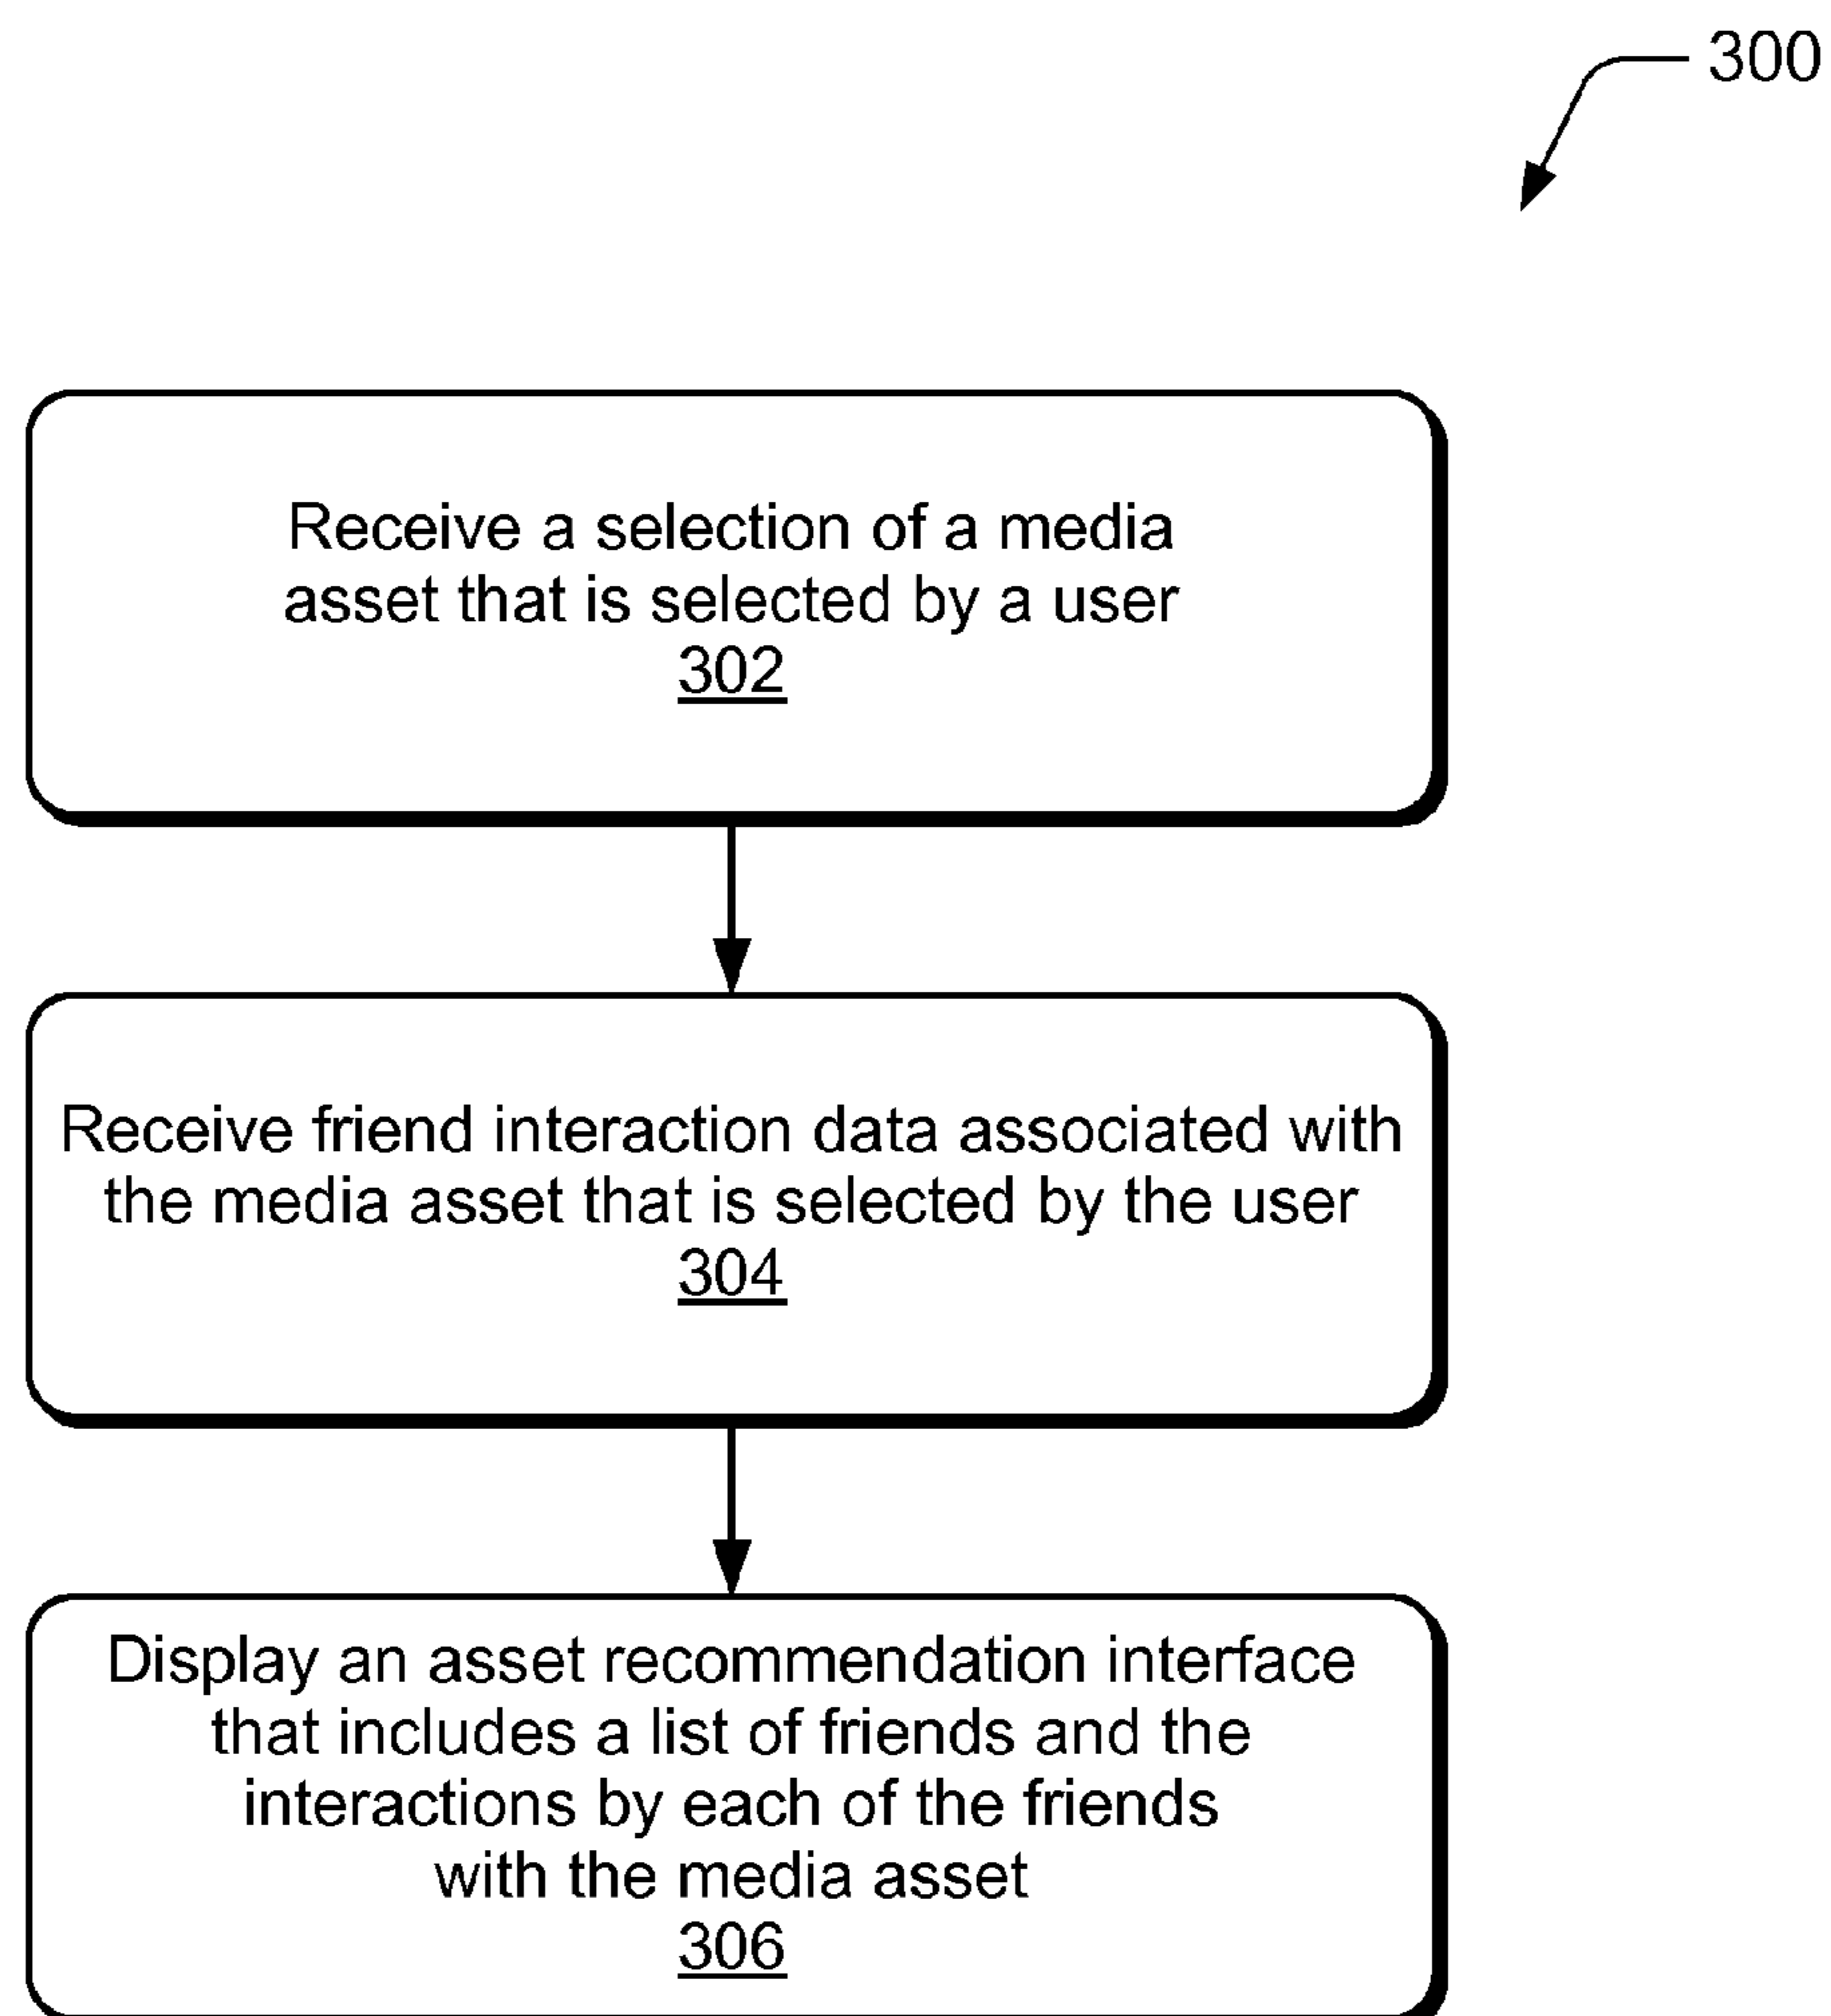 300
Receive a selection of a media
asset that is selected by a user
302
Receive friend interaction data associated with
the media asset that is selected by the user
304
Display an asset recommendation interface
that includes a list of friends and the
interactions by each of the friends
with the media asset
306